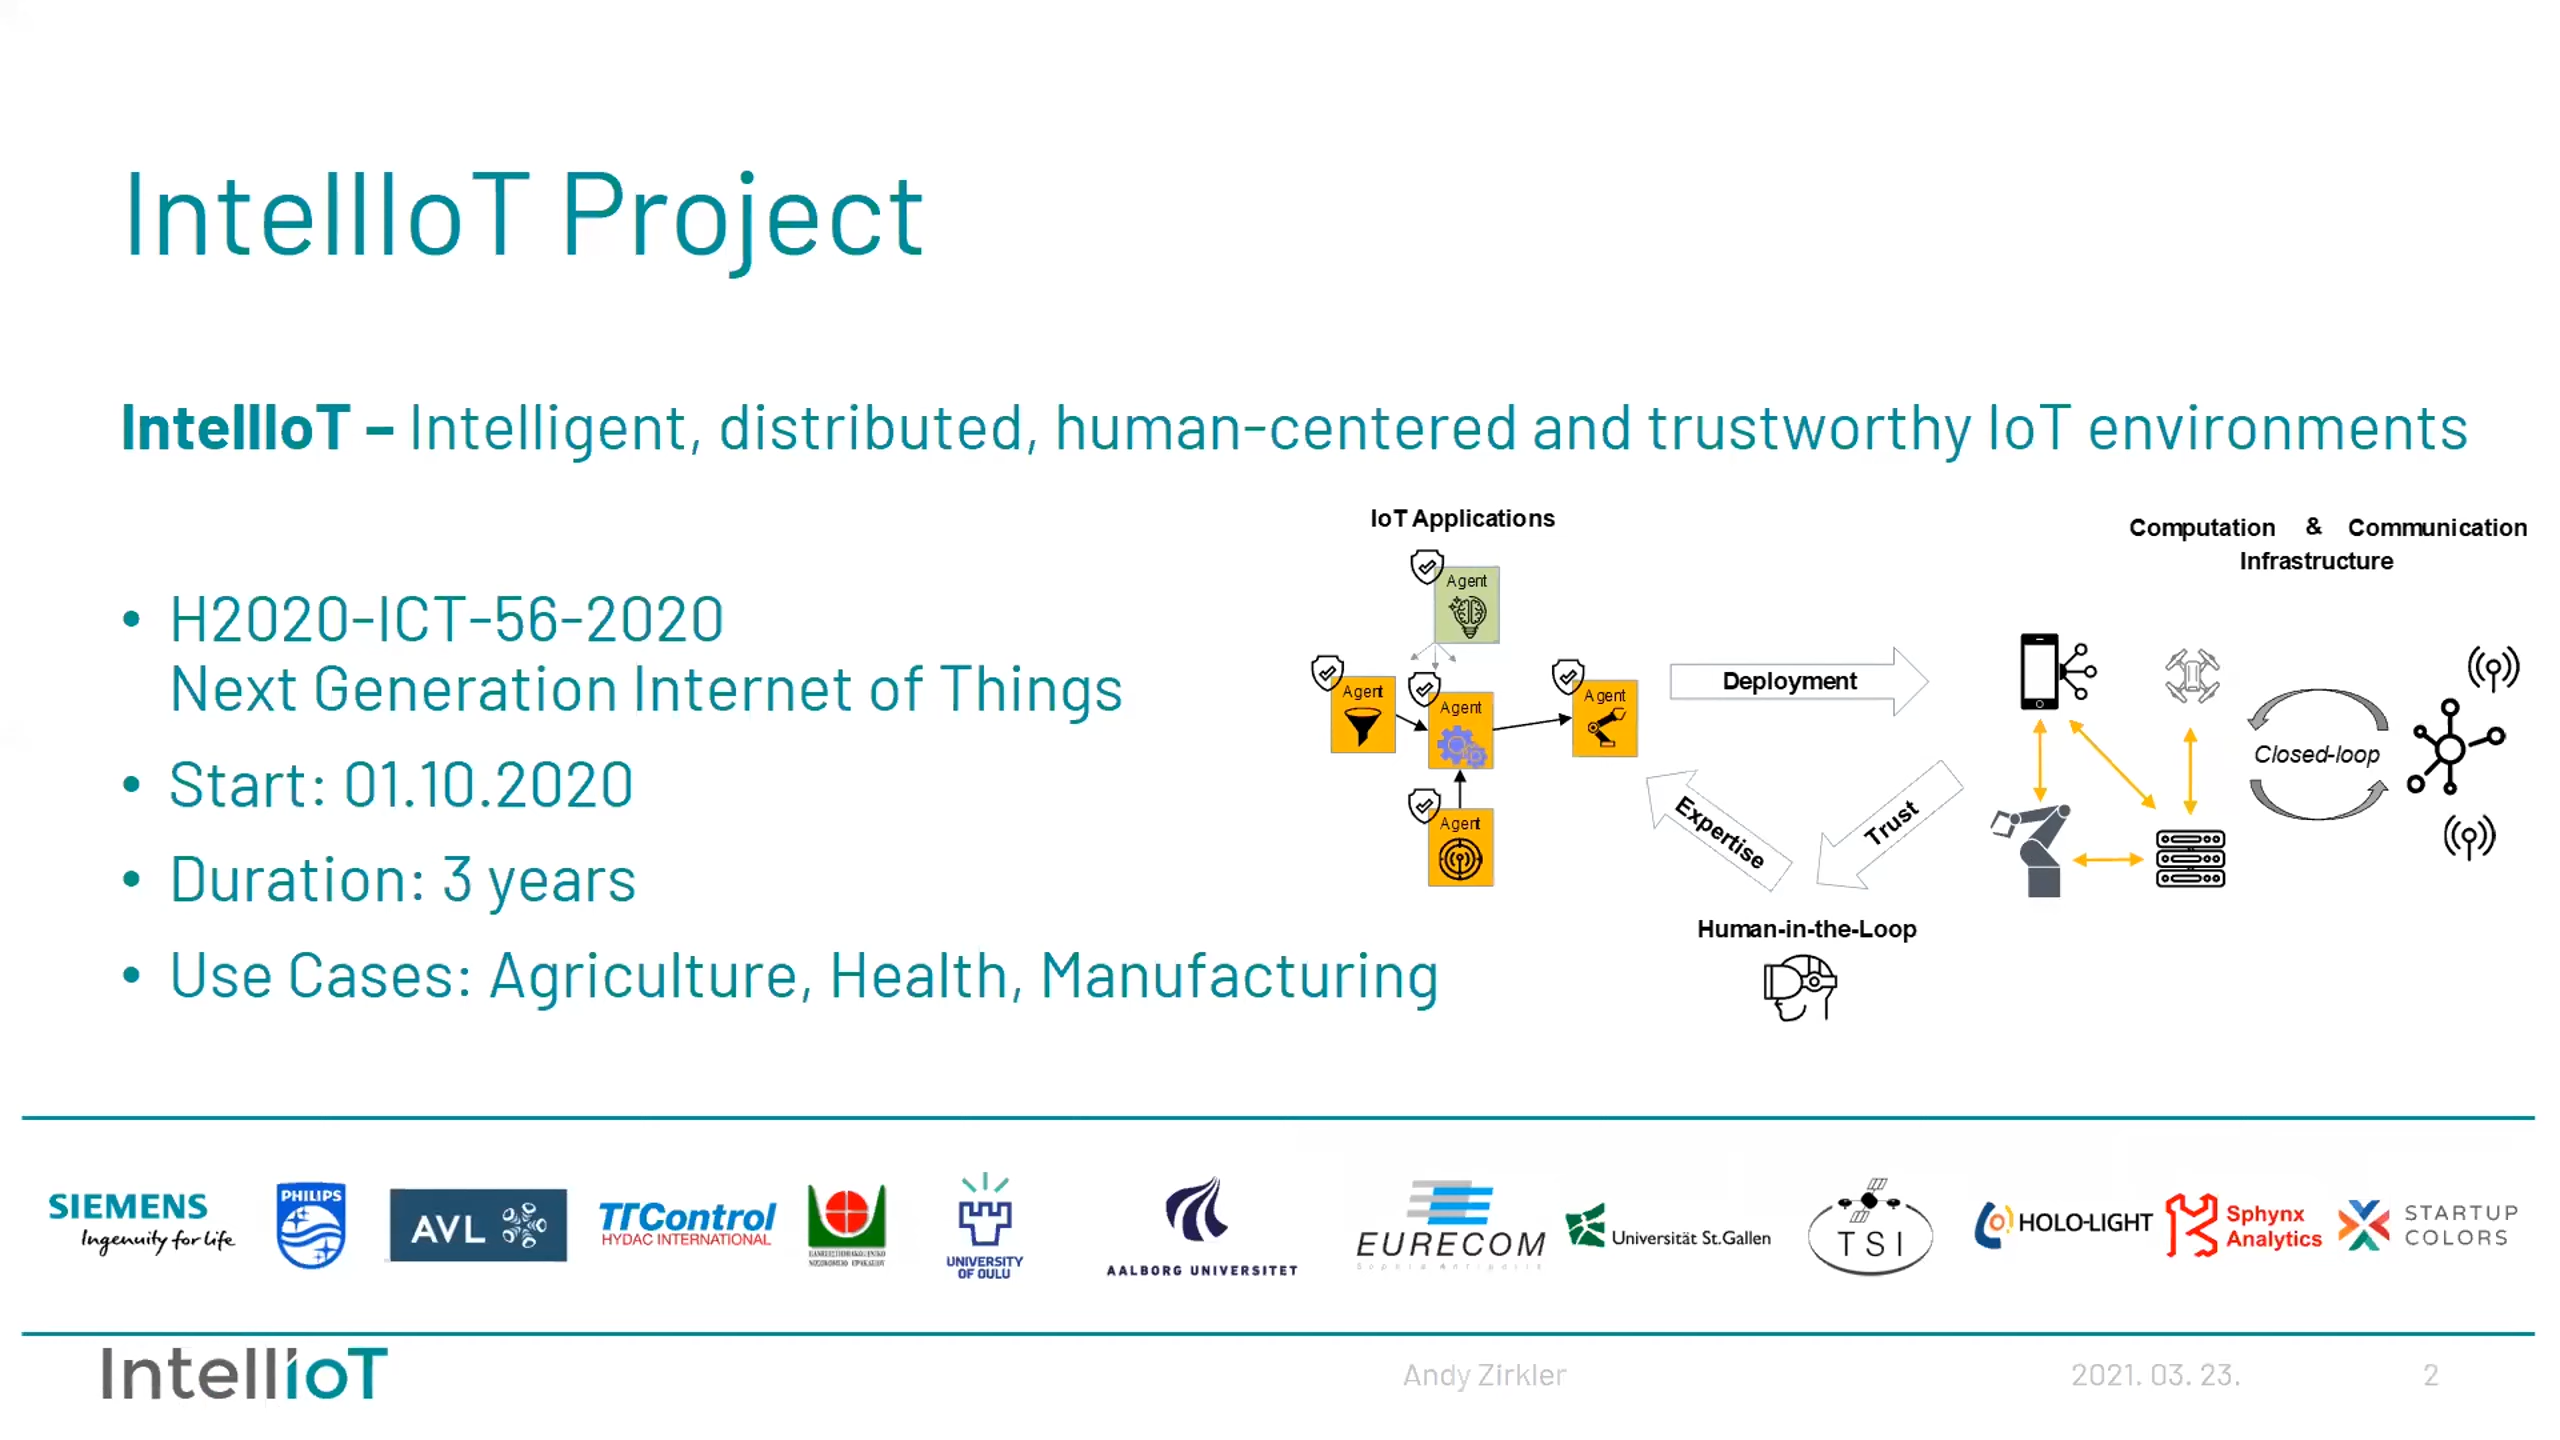 IntellIoT Project
IntellIoT – Intelligent, distributed, human-centered and trustworthy IoT environments
• H2020-ICT-56-2020
Next Generation Internet of Things
• Start: 01.10.2020
• Duration: 3 years
• Use Cases: Agriculture, Health, Manufacturing
IoT Applications
Agent
Agent
Agent
Agent
Agent
Deployment
Expertise
Trust
Human-in-the-Loop
Computation & Communication
Infrastructure
Closed-loop
SIEMENS
Ingenuity for life
PHILIPS
AVL
TTControl
HYDAC INTERNATIONAL
UNIVERSITY
OF OULU
AALBORG UNIVERSITET
EURECOM
Sophia Antipolis
Universität St.Gallen
TSI
HOLO-LIGHT
Sphynx
Analytics
STARTUP
COLORS
IntellIoT
Andy Zirkler
2021. 03. 23.
2